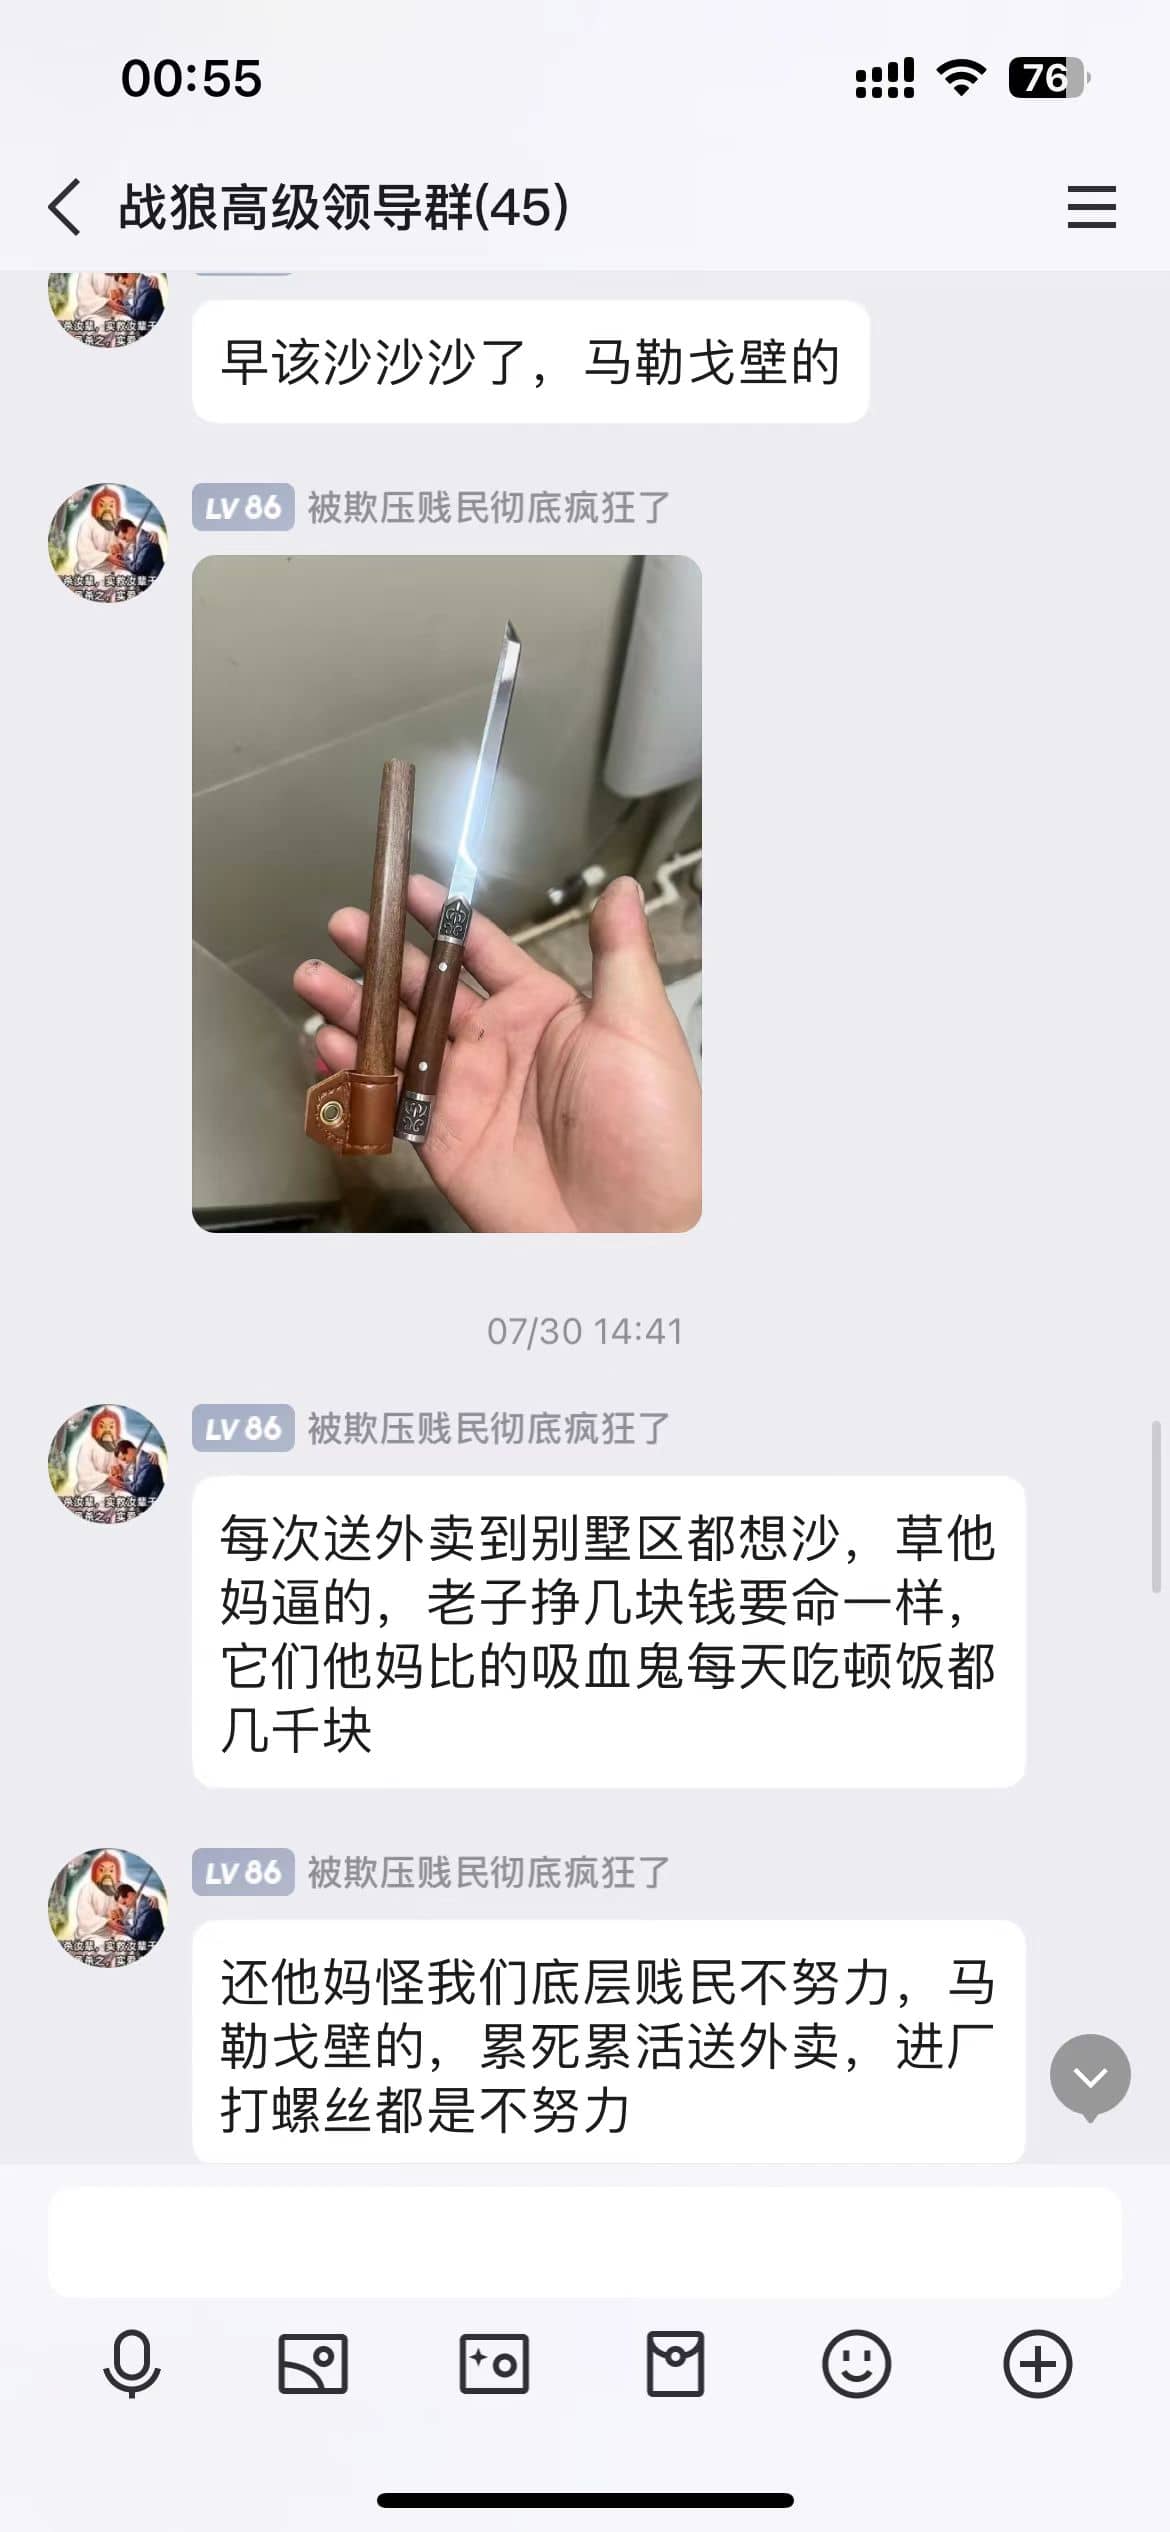 00:55
76
战狼高级领导群(45)
早该沙沙沙了，马勒戈壁的
LV 86 被欺压贱民彻底疯狂了
07/30 14:41
LV 86 被欺压贱民彻底疯狂了
每次送外卖到别墅区都想沙，草他
妈逼的，老子挣几块钱要命一样，
它们他妈比的吸血鬼每天吃顿饭都
几千块
LV 86 被欺压贱民彻底疯狂了
还他妈怪我们底层贱民不努力，马
勒戈壁的，累死累活送外卖，进厂
打螺丝都是不努力